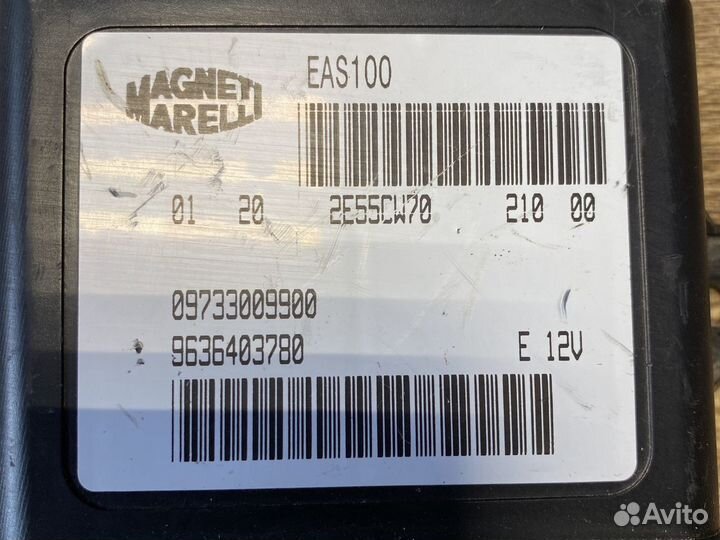 MAGNETI
MARELLI
EAS100
01 20 2E55CW70 210 00
09733009900
9636403780 E 12V
Avito